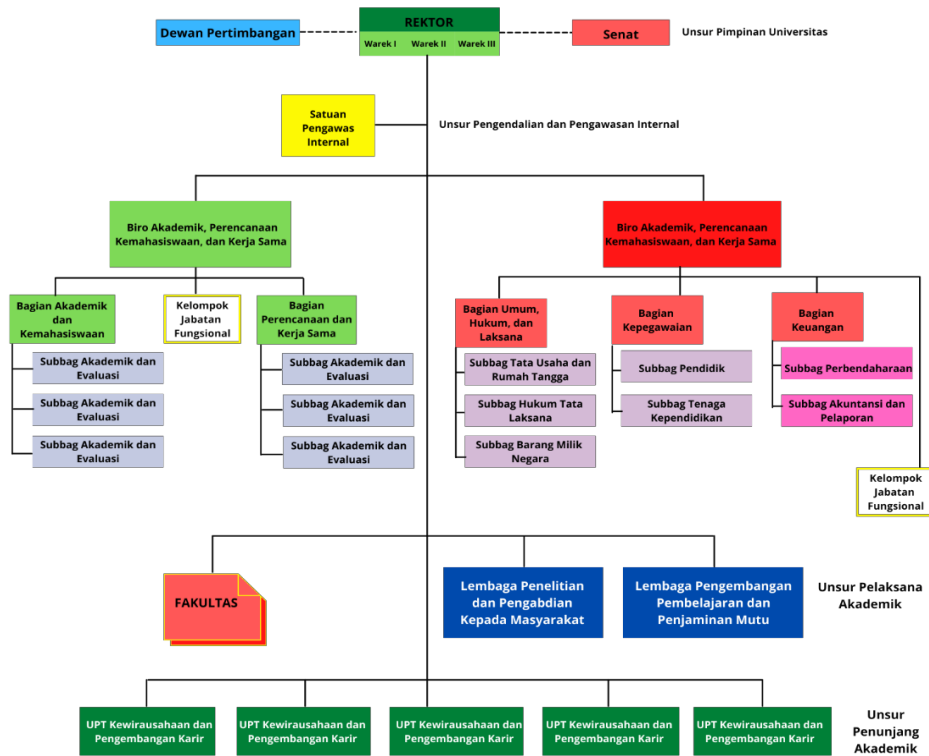 REKTOR
Warek I Warek II Warek III
Dewan Pertimbangan
Senat
Unsur Pimpinan Universitas
Satuan
Pengawas
Internal
Unsur Pengendalian dan Pengawasan Internal
Biro Akademik, Perencanaan
Kemahasiswaan, dan Kerja Sama
Biro Akademik, Perencanaan
Kemahasiswaan, dan Kerja Sama
Bagian Akademik
dan
Kemahasiswaan
Kelompok
Jabatan
Fungsional
Bagian
Perencanaan dan
Kerja Sama
Subbag Akademik dan
Evaluasi
Subbag Akademik dan
Evaluasi
Subbag Akademik dan
Evaluasi
Subbag Akademik dan
Evaluasi
Subbag Akademik dan
Evaluasi
Subbag Akademik dan
Evaluasi
Bagian Umum,
Hukum, dan
Laksana
Bagian
Kepegawaian
Bagian
Keuangan
Subbag Tata Usaha dan
Rumah Tangga
Subbag Hukum Tata
Laksana
Subbag Barang Milik
Negara
Subbag Pendidik
Subbag Tenaga
Kependidikan
Subbag Perbendaharaan
Subbag Akuntansi dan
Pelaporan
Kelompok
Jabatan
Fungsional
FAKULTAS
Lembaga Penelitian
dan Pengabdian
Kepada Masyarakat
Lembaga Pengembangan
Pembelajaran dan
Penjaminan Mutu
Unsur Pelaksana
Akademik
UPT Kewirausahaan dan
Pengembangan Karir
UPT Kewirausahaan dan
Pengembangan Karir
UPT Kewirausahaan dan
Pengembangan Karir
UPT Kewirausahaan dan
Pengembangan Karir
UPT Kewirausahaan dan
Pengembangan Karir
Unsur
Penunjang
Akademik